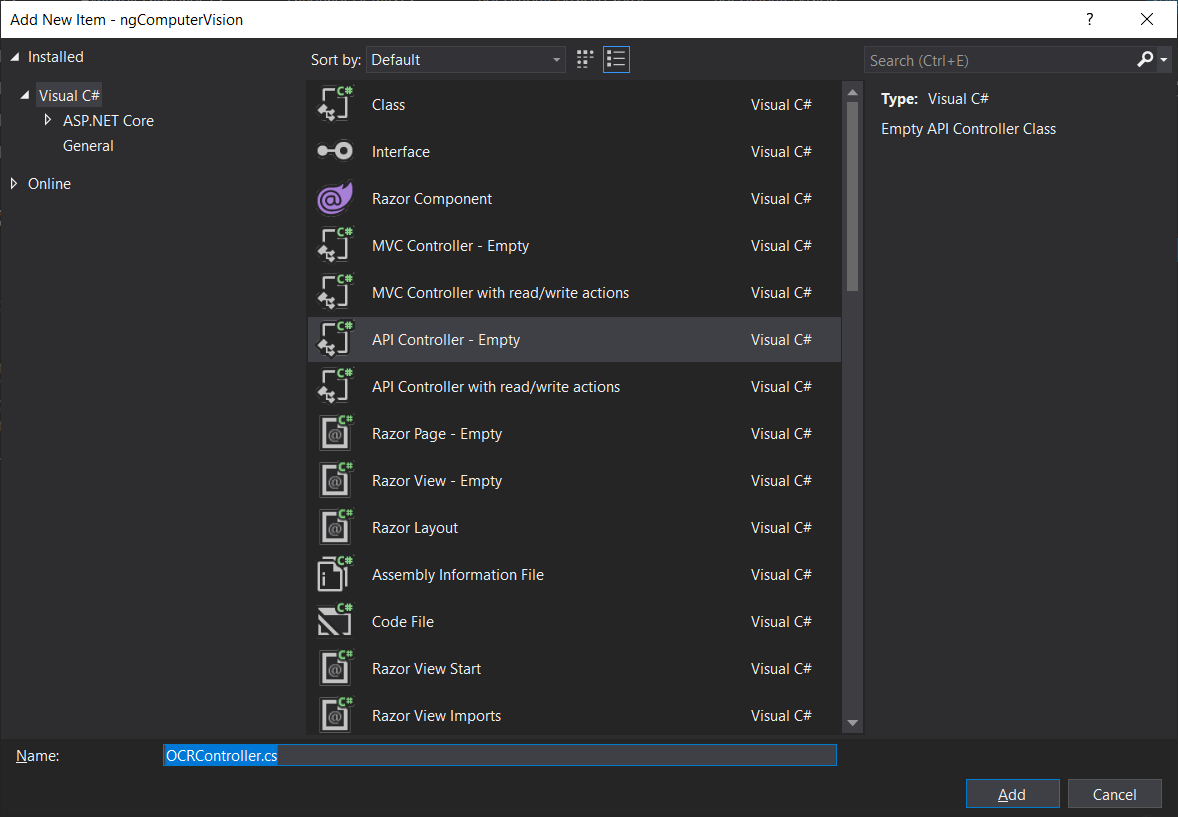 Add New Item - ngComputerVision
?
Installed
Visual C#
ASP.NET Core
General
Online
Sort by: Default
Search (Ctrl+E)
C# Class Visual C#
Interface Visual C#
@ Razor Component Visual C#
C# MVC Controller - Empty Visual C#
C# MVC Controller with read/write actions Visual C#
C# API Controller - Empty Visual C#
C# API Controller with read/write actions Visual C#
C# @ Razor Page - Empty Visual C#
C# @ Razor View - Empty Visual C#
C# @ Razor Layout Visual C#
C# i Assembly Information File Visual C#
C# Code File Visual C#
C# @ Razor View Start Visual C#
C# @ Razor View Imports Visual C#
Type: Visual C#
Empty API Controller Class
Name: OCRController.cs
Add Cancel